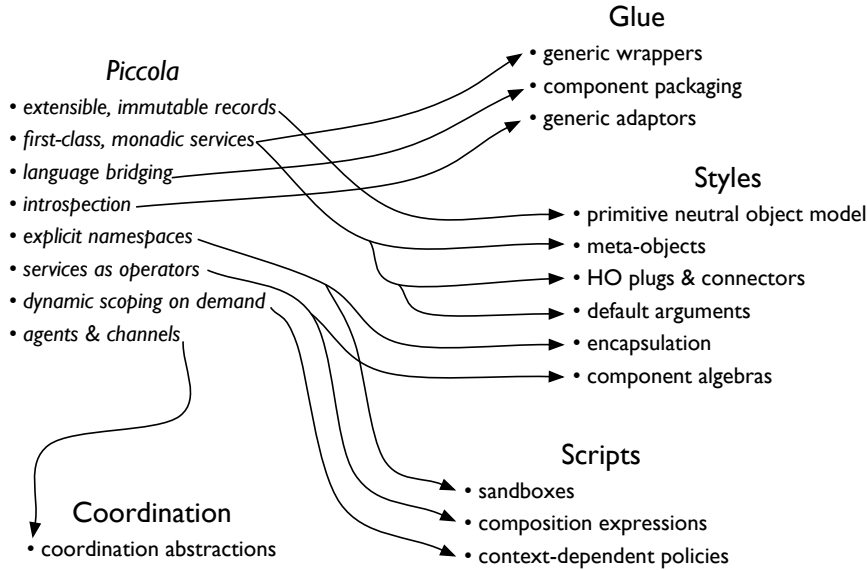 Piccola
• extensible, immutable records
• first-class, monadic services
• language bridging
• introspection
• explicit namespaces
• services as operators
• dynamic scoping on demand
• agents & channels
Glue
• generic wrappers
• component packaging
• generic adaptors
Styles
• primitive neutral object model
• meta-objects
• HO plugs & connectors
• default arguments
• encapsulation
• component algebras
Scripts
• sandboxes
• composition expressions
• context-dependent policies
Coordination
• coordination abstractions